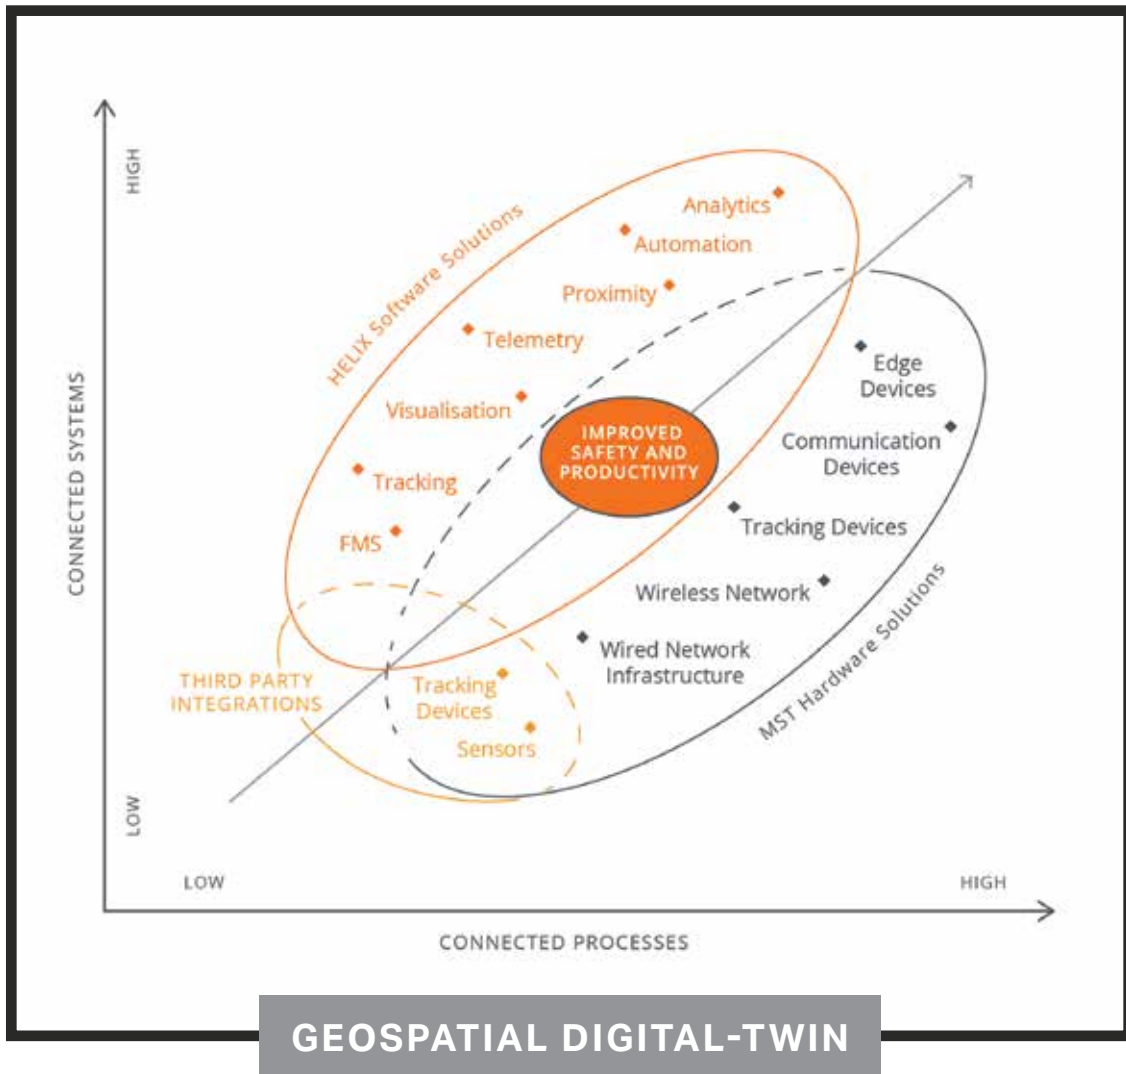 HIGH
HELIX Software Solutions
Analytics
Automation
Proximity
Telemetry
Edge
Devices
Visualisation
IMPROVED
SAFETY AND
PRODUCTIVITY
Communication
Devices
CONNECTED SYSTEMS
Tracking
Tracking Devices
FMS
Wireless Network
Wired Network
Infrastructure
MST Hardware Solutions
THIRD PARTY
INTEGRATIONS
Tracking
Devices
Sensors
LOW
LOW
HIGH
CONNECTED PROCESSES
GEOSPATIAL DIGITAL-TWIN